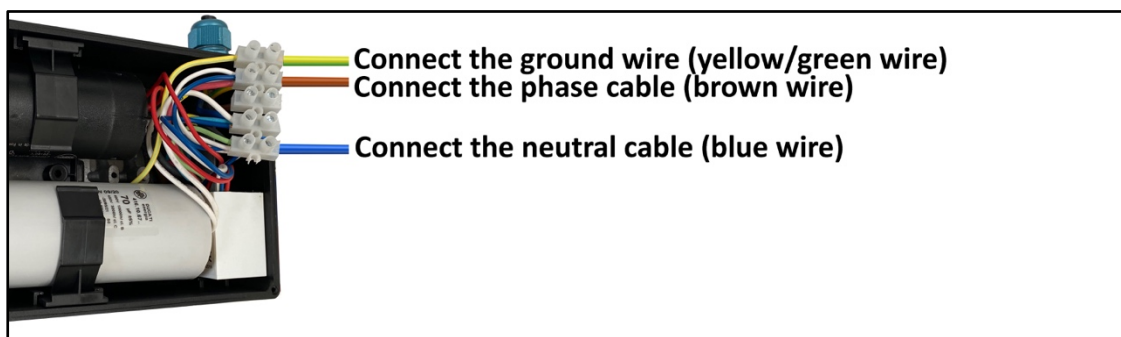 Connect the ground wire (yellow/green wire)
Connect the phase cable (brown wire)
Connect the neutral cable (blue wire)
70